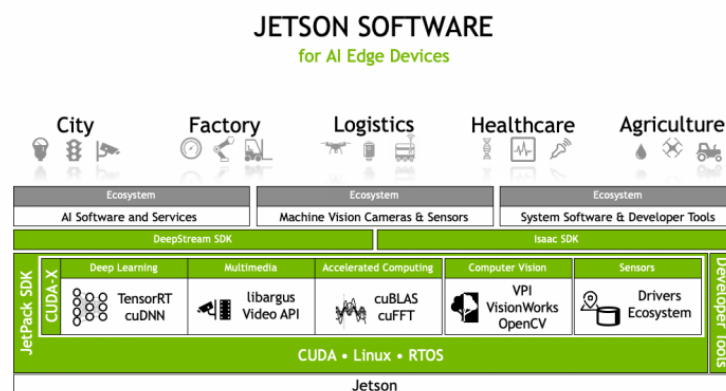 JETSON SOFTWARE
for AI Edge Devices
City
Factory
Logistics
Healthcare
Agriculture
Ecosystem
AI Software and Services
Ecosystem
Machine Vision Cameras & Sensors
Ecosystem
System Software & Developer Tools
DeepStream SDK
Isaac SDK
JetPack SDK
CUDA-X
Deep Learning
TensorRT
cuDNN
Multimedia
libargus
Video API
Accelerated Computing
cuBLAS
cuFFT
Computer Vision
VPI
VisionWorks
OpenCV
Sensors
Drivers
Ecosystem
Developer Tools
CUDA • Linux • RTOS
Jetson